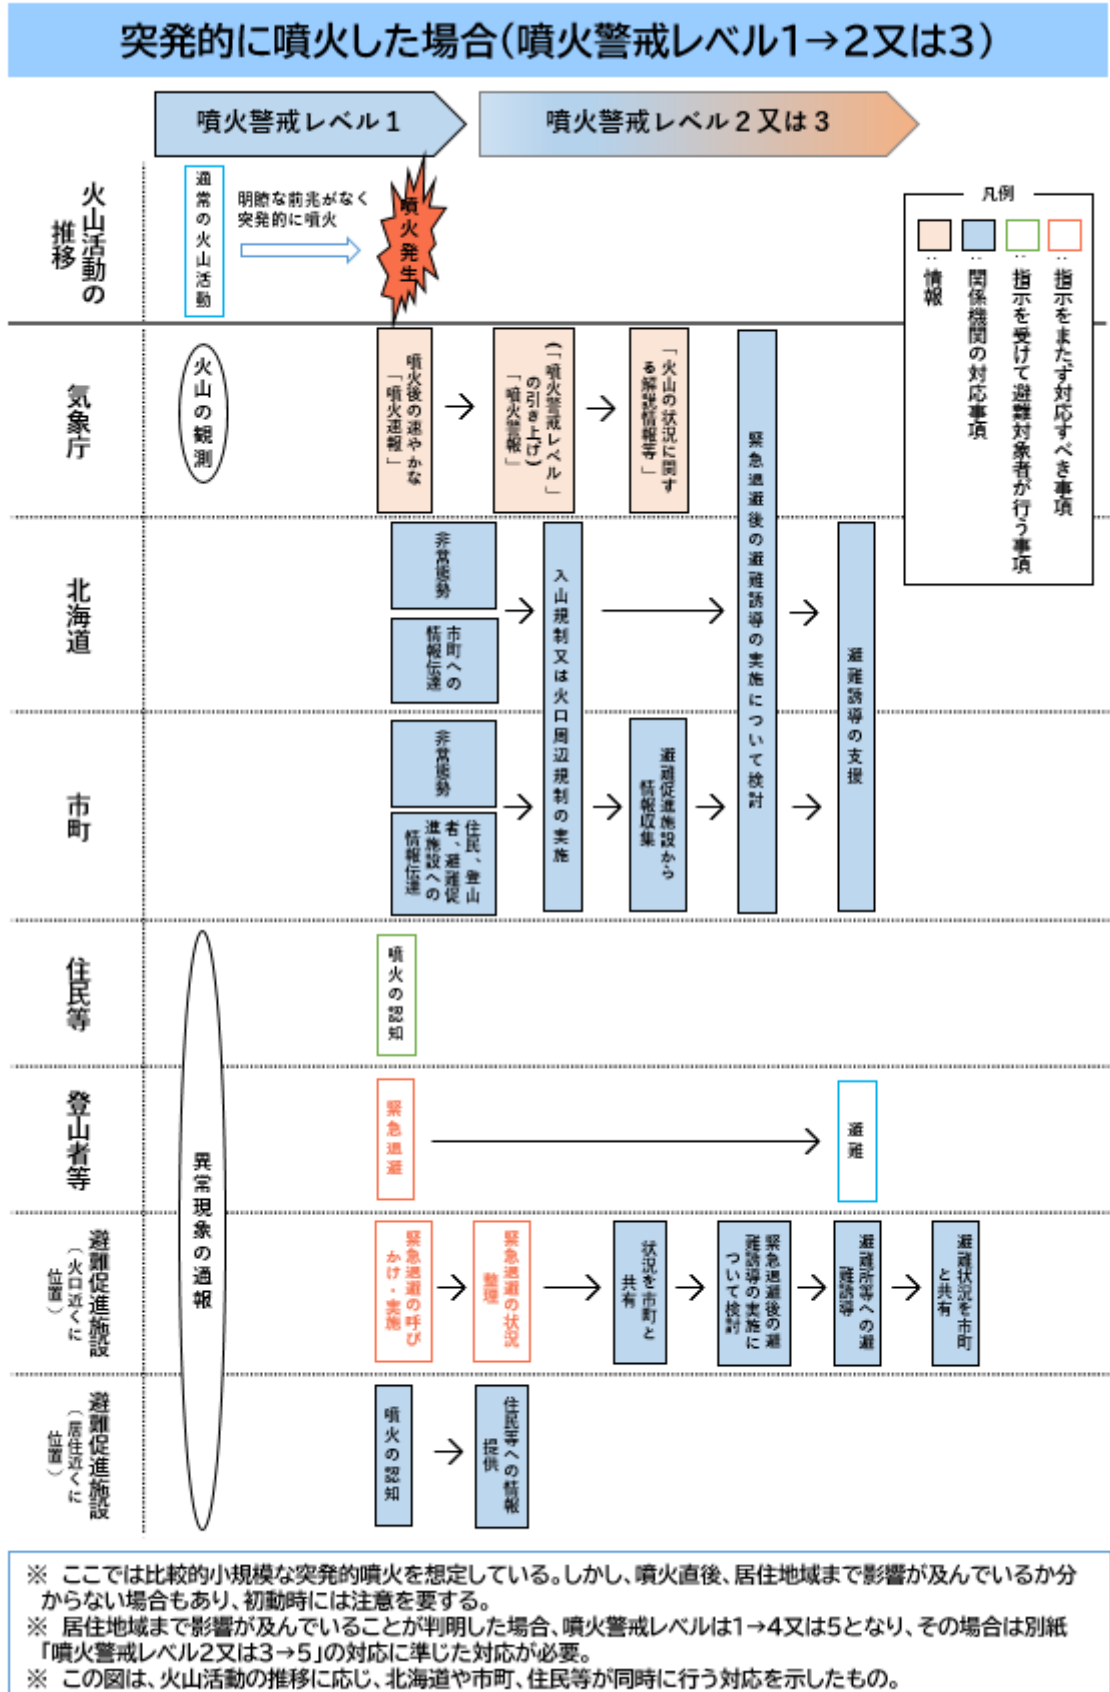 突発的に噴火した場合(噴火警戒レベル1→2又は3)
噴火警戒レベル1
噴火警戒レベル2又は3
火山活動の
推移
通常の火山活動
明瞭な前兆がなく
突発的に噴火
噴火発生
凡例
：情報
：関係機関の対応事項
：指示を受けて避難対象者が行う事項
：指示をまたず対応すべき事項
気象庁
火山の観測
噴火後の速やかな
「噴火速報」
(「噴火警戒レベル」
の引き上げ)
「噴火警報」
「火山の状況に関す
る解説情報等」
緊急退避後の避難誘導の実施について検討
北海道
非常態勢
市町への
情報伝達
入山規制又は火口周辺規制の実施
避難誘導の支援
市町
非常態勢
住民、登山
者、避難促
進施設への
情報伝達
避難促進施設から
情報収集
住民等
異常現象の通報
噴火の認知
登山者等
緊急退避
避難
避難促進施設
（火口近くに
位置）
緊急退避の呼び
かけ・実施
緊急退避の状況
整理
状況を市町と
共有
緊急退避後の避
難誘導の実施に
ついて検討
避難所等への避
難誘導
避難状況を市町
と共有
避難促進施設
（居住近くに
位置）
噴火の認知
住民等への情報
提供
※ ここでは比較的小規模な突発的噴火を想定している。しかし、噴火直後、居住地域まで影響が及んでいるか分
からない場合もあり、初動時には注意を要する。
※ 居住地域まで影響が及んでいることが判明した場合、噴火警戒レベルは1→4又は5となり、その場合は別紙
「噴火警戒レベル2又は3→5」の対応に準じた対応が必要。
※ この図は、火山活動の推移に応じ、北海道や市町、住民等が同時に行う対応を示したもの。